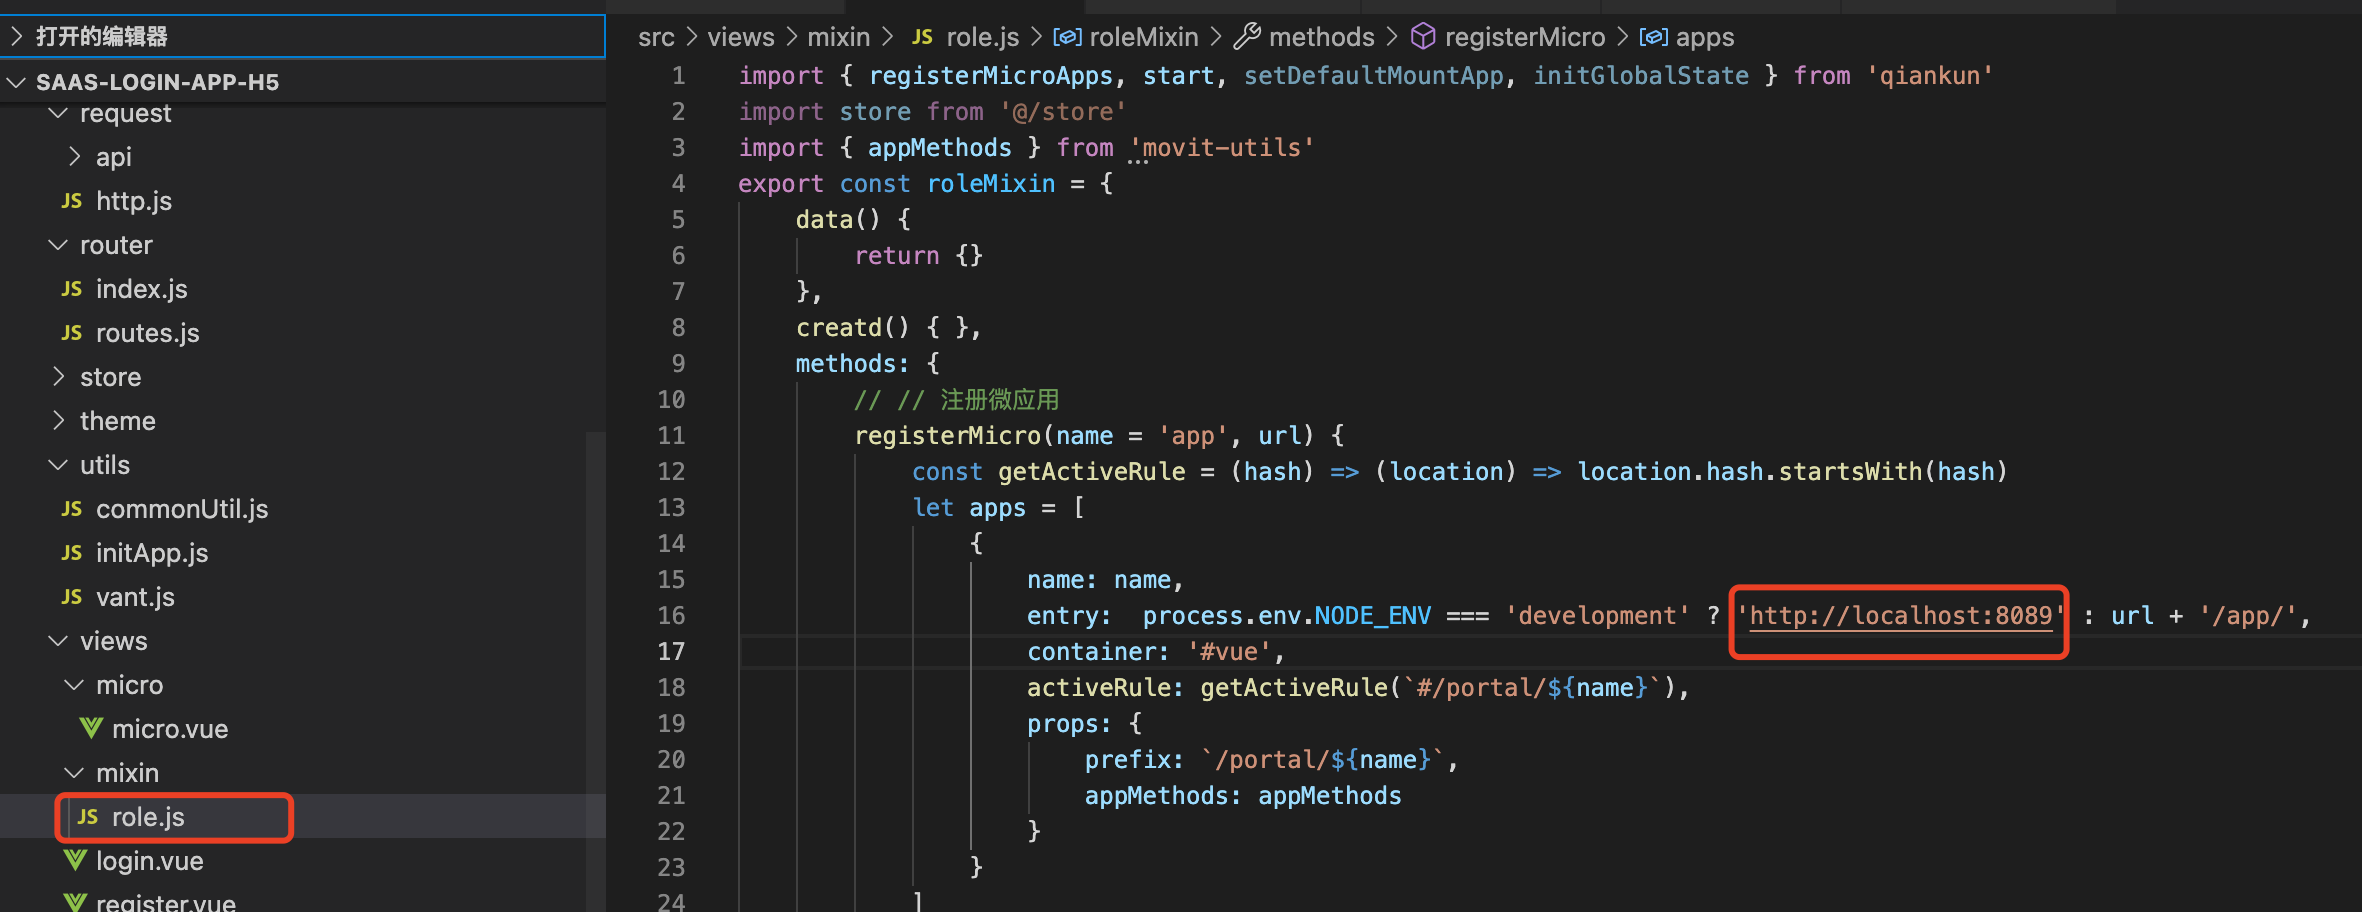 打开的编辑器
SAAS-LOGIN-APP-H5
request
api
JS http.js
router
JS index.js
JS routes.js
store
theme
utils
JS commonUtil.js
JS initApp.js
JS vant.js
views
micro
micro.vue
mixin
JS role.js
login.vue
register.vue
src > views > mixin > JS role.js > roleMixin > methods > registerMicro > apps
1 import { registerMicroApps, start, setDefaultMountApp, initGlobalState } from 'qiankun'
2 import store from '@/store'
3 import { appMethods } from 'movit-utils'
4 export const roleMixin = {
5 data() {
6 return {}
7 },
8 creatd() { },
9 methods: {
10 // // 注册微应用
11 registerMicro(name = 'app', url) {
12 const getActiveRule = (hash) => (location) => location.hash.startsWith(hash)
13 let apps = [
14 {
15 name: name,
16 entry:  process.env.NODE_ENV === 'development' ? 'http://localhost:8089' : url + '/app/',
17 container: '#vue',
18 activeRule: getActiveRule(`#/portal/${name}`),
19 props: {
20 prefix: `/portal/${name}`,
21 appMethods: appMethods
22 }
23 }
24 ]